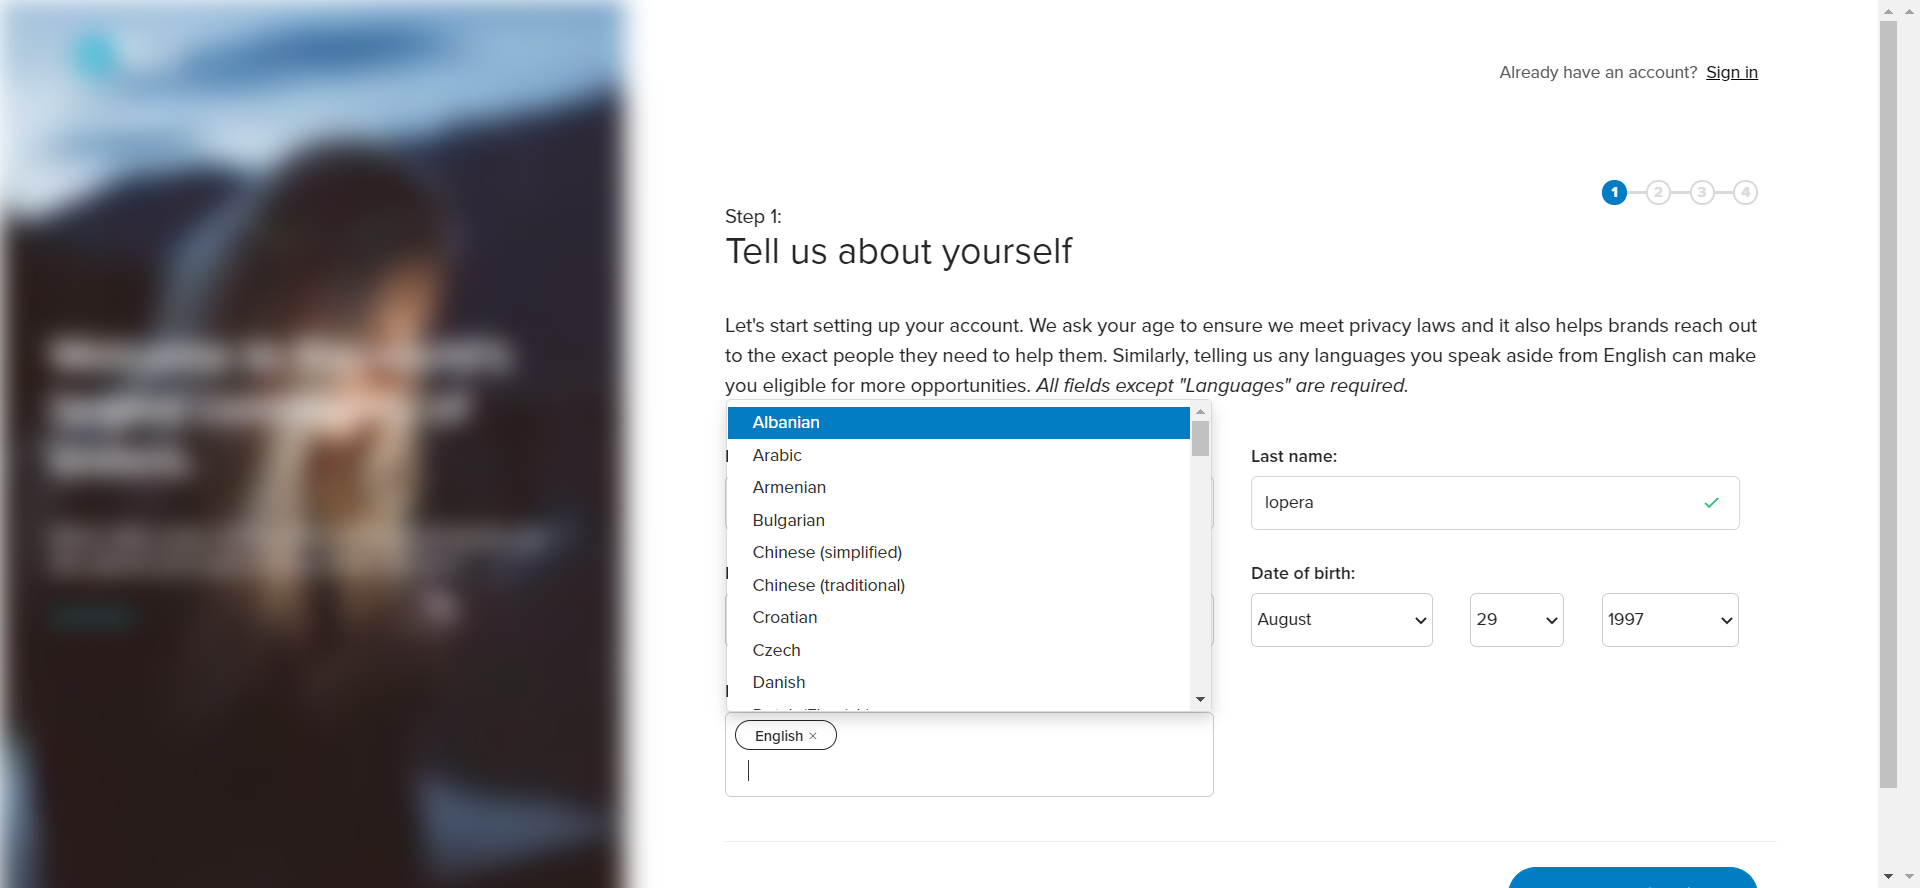 Already have an account? Sign in
1 2 3 4
Step 1:
Tell us about yourself
Let's start setting up your account. We ask your age to ensure we meet privacy laws and it also helps brands reach out
to the exact people they need to help them. Similarly, telling us any languages you speak aside from English can make
you eligible for more opportunities. All fields except "Languages" are required.
Albanian
Arabic
Armenian
Bulgarian
Chinese (simplified)
Chinese (traditional)
Croatian
Czech
Danish
English ×
Last name:
lopera
Date of birth:
August 29 1997